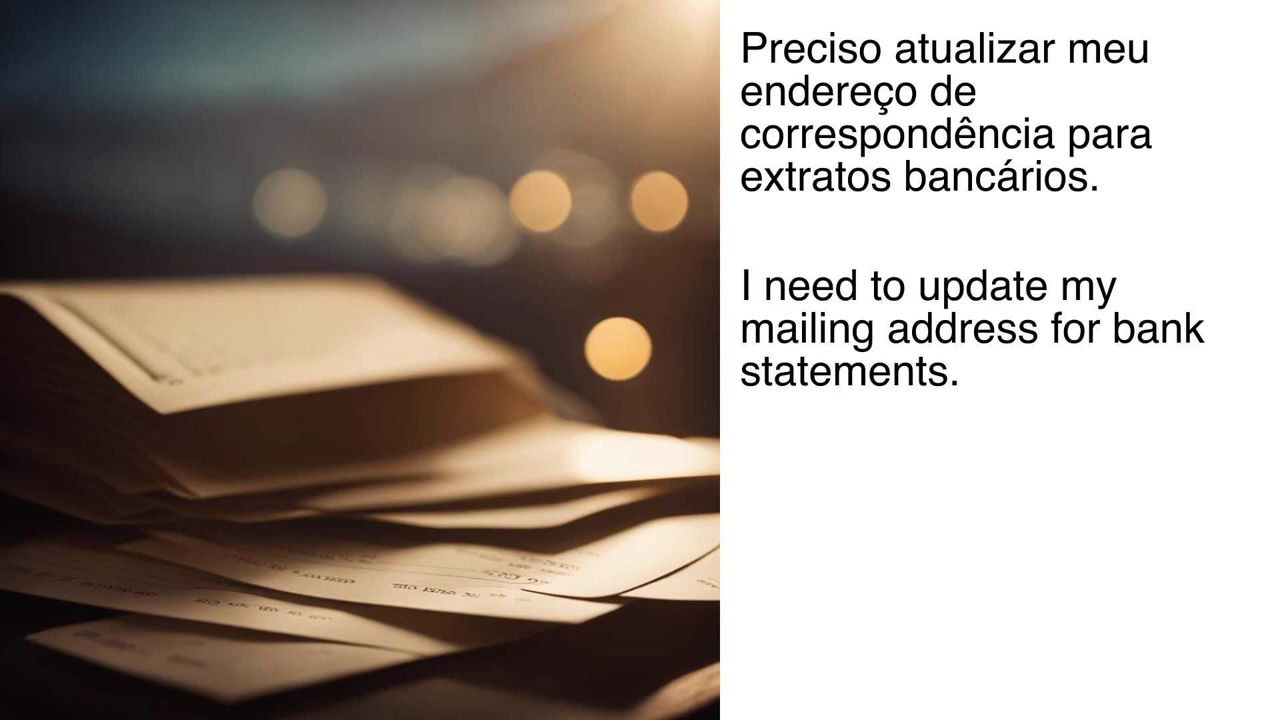 Preciso atualizar meu
endereço de
correspondência para
extratos bancários.
I need to update my
mailing address for bank
statements.